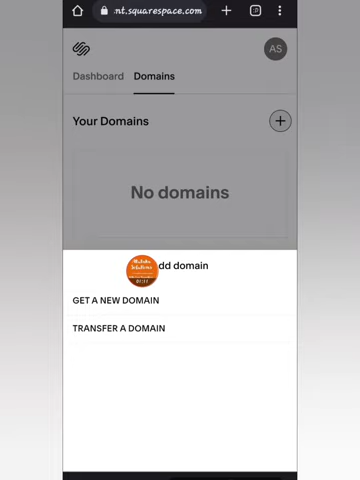 nt.squarespace.com
:P
AS
Dashboard Domains
Your Domains
No domains
dd domain
GET A NEW DOMAIN
TRANSFER A DOMAIN